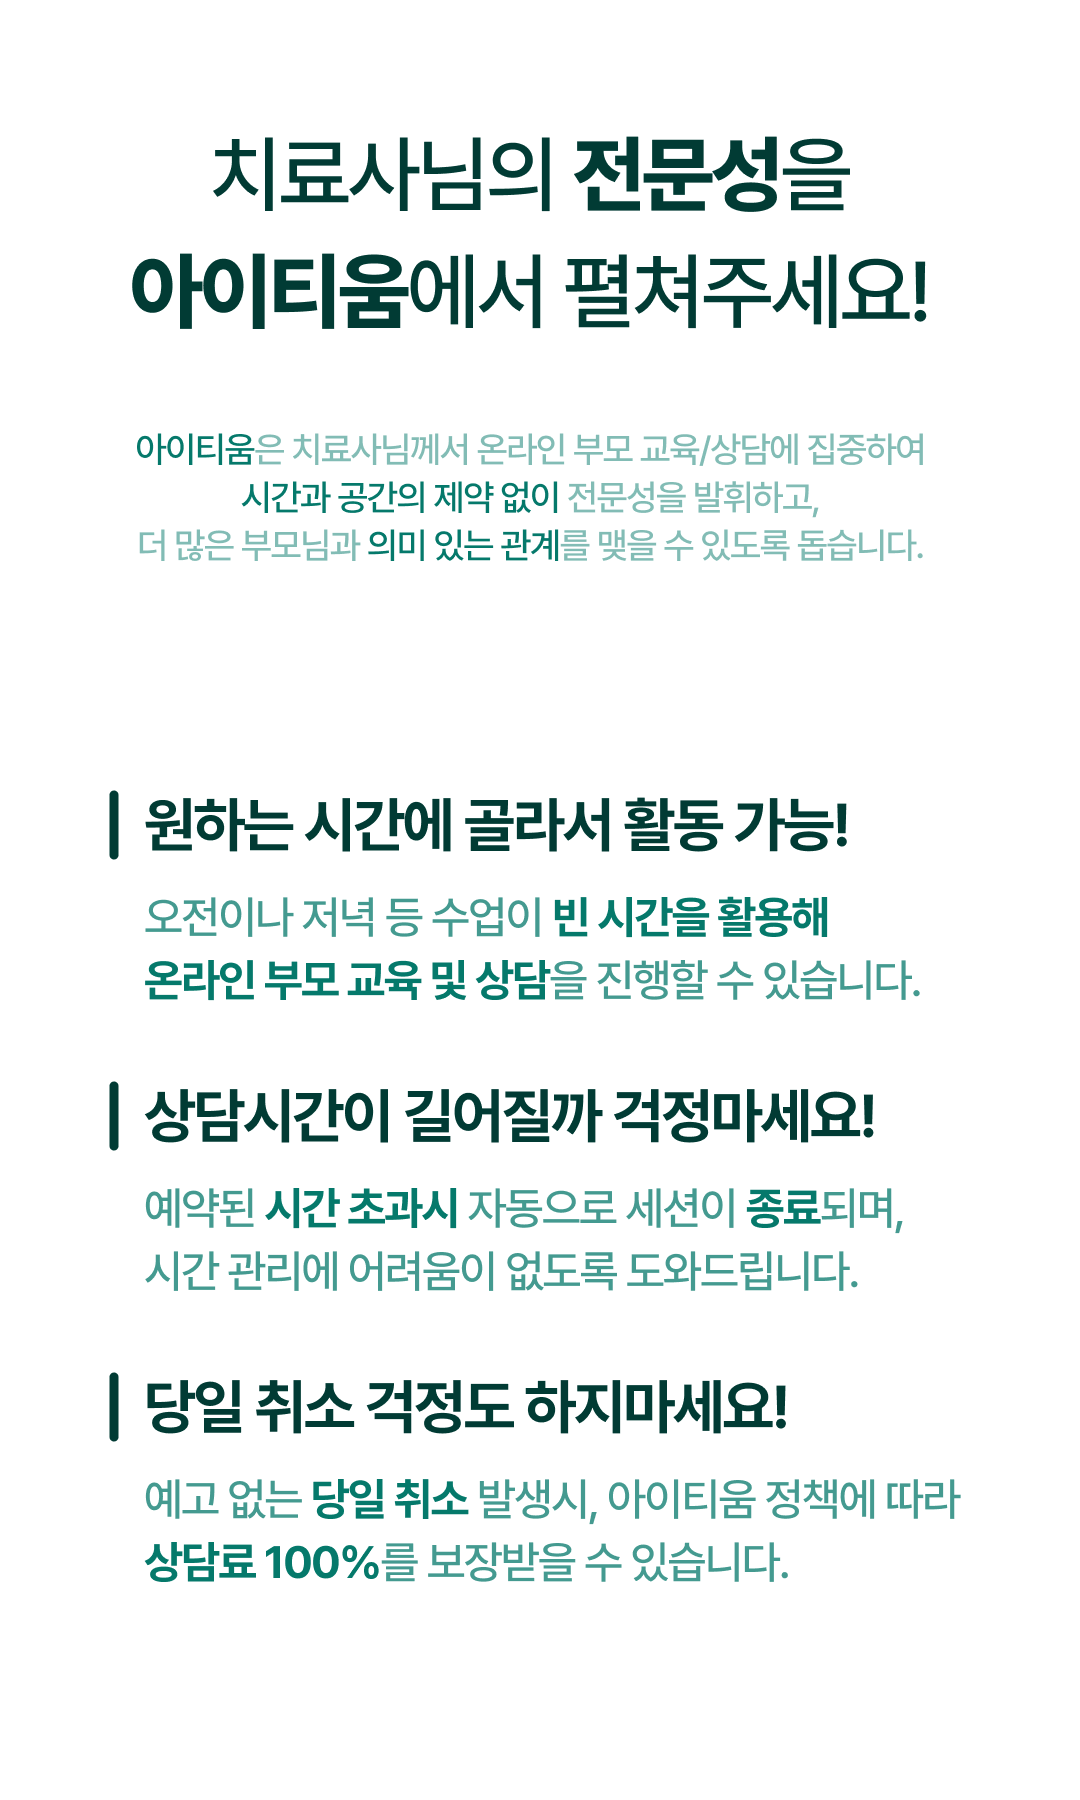 치료사님의 전문성을
아이티움에서 펼쳐주세요!
아이티움은 치료사님께서 온라인 부모 교육/상담에 집중하여
시간과 공간의 제약 없이 전문성을 발휘하고,
더 많은 부모님과 의미 있는 관계를 맺을 수 있도록 돕습니다.
원하는 시간에 골라서 활동 가능!
오전이나 저녁 등 수업이 빈 시간을 활용해
온라인 부모 교육 및 상담을 진행할 수 있습니다.
상담시간이 길어질까 걱정마세요!
예약된 시간 초과시 자동으로 세션이 종료되며,
시간 관리에 어려움이 없도록 도와드립니다.
당일 취소 걱정도 하지마세요!
예고 없는 당일 취소 발생시, 아이티움 정책에 따라
상담료 100%를 보장받을 수 있습니다.